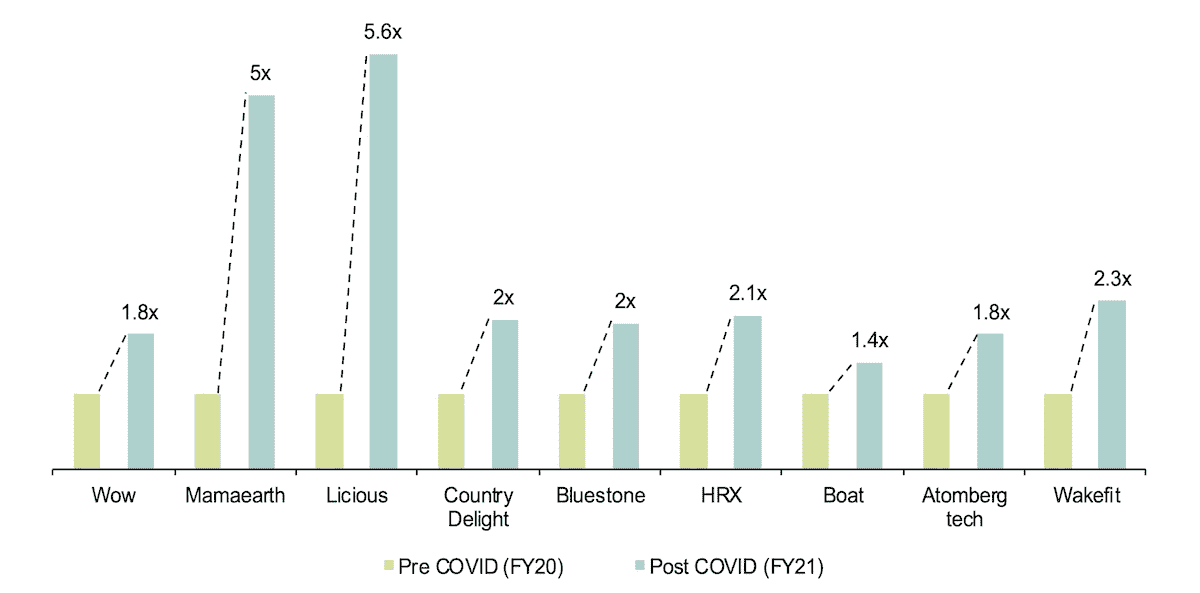 5.6x
5x
2.3x
2x
2x
2.1x
1.8x
1.8x
1.4x
Wow
Mamaearth
Licious
Country
Delight
Bluestone
HRX
Boat
Atomberg
tech
Wakefit
Pre COVID (FY20)
Post COVID (FY21)